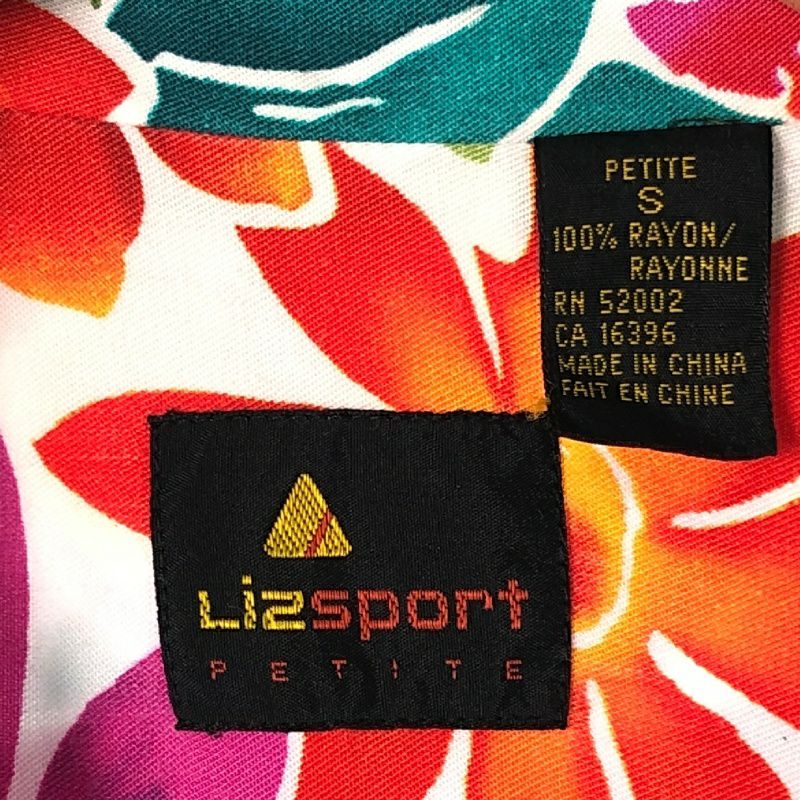 PETITE
S
100% RAYON/
RAYONNE
RN 52002
CA 16396
MADE IN CHINA
FAIT EN CHINE
Lizsport
PETITE